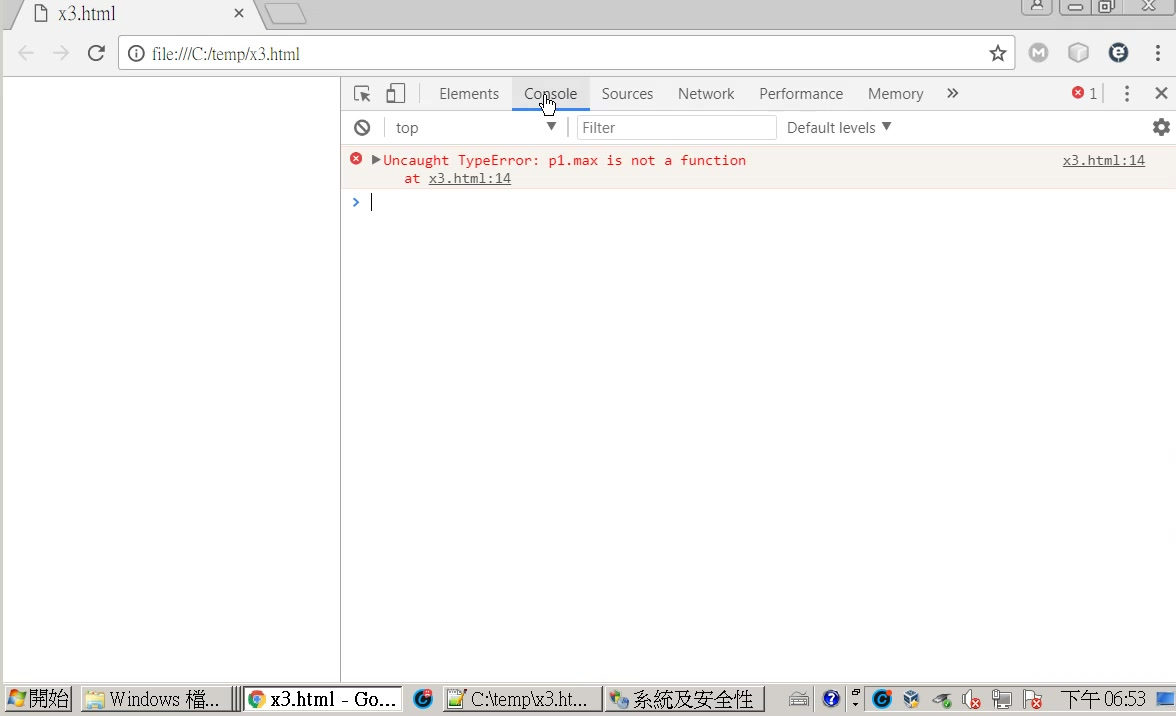 x3.html
file:///C:/temp/x3.html
Elements Console Sources Network Performance Memory » 1
top Filter Default levels
Uncaught TypeError: p1.max is not a function x3.html:14
at x3.html:14
開始 Windows 檔... x3.html - Go... C:\temp\x3.ht... 系統及安全性 下午 06:53